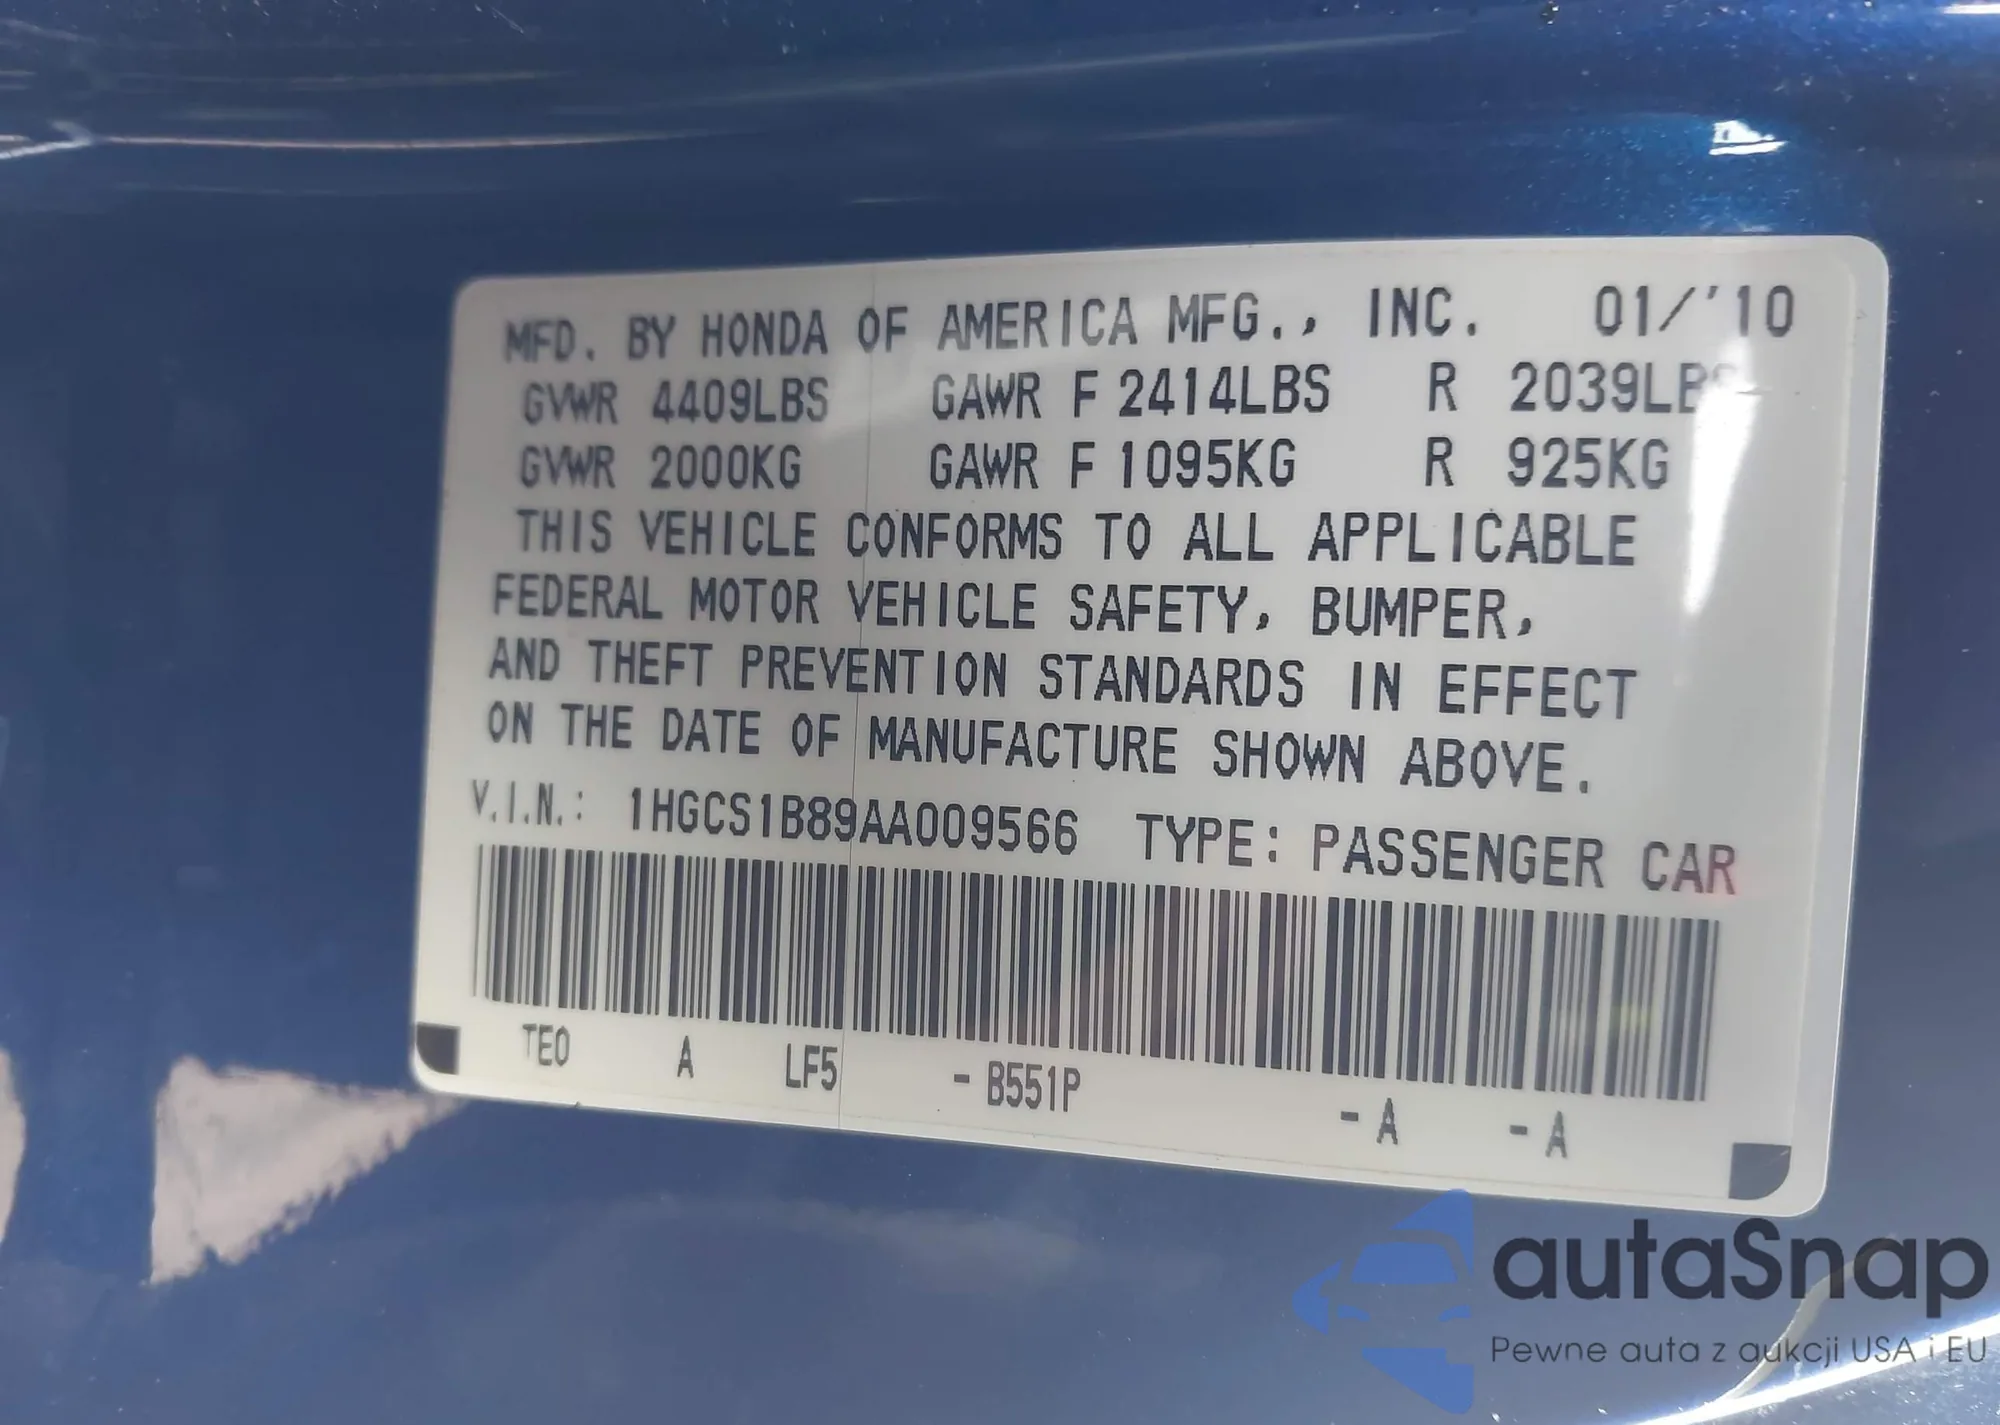 MFD. BY HONDA OF AMERICA MFG., INC. 01/'10
GVWR 4409LBS GAWR F 2414LBS R 2039LBS
GVWR 2000KG GAWR F 1095KG R 925KG
THIS VEHICLE CONFORMS TO ALL APPLICABLE
FEDERAL MOTOR VEHICLE SAFETY, BUMPER,
AND THEFT PREVENTION STANDARDS IN EFFECT
ON THE DATE OF MANUFACTURE SHOWN ABOVE.
V.I.N.: 1HGCS1B89AA009566 TYPE: PASSENGER CAR
TE0 A LF5 - B551P - A - A
autaSnap
Pewne auta z aukcji USA i EU